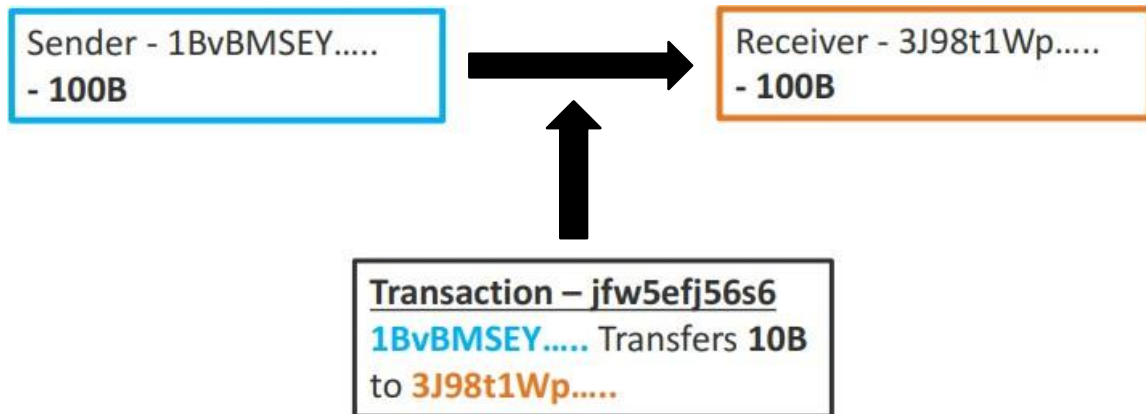 Sender - 1BvBMSEY…..
- 100B
Receiver - 3J98t1Wp…..
- 100B
Transaction – jfw5efj56s6
1BvBMSEY….. Transfers 10B
to 3J98t1Wp…..